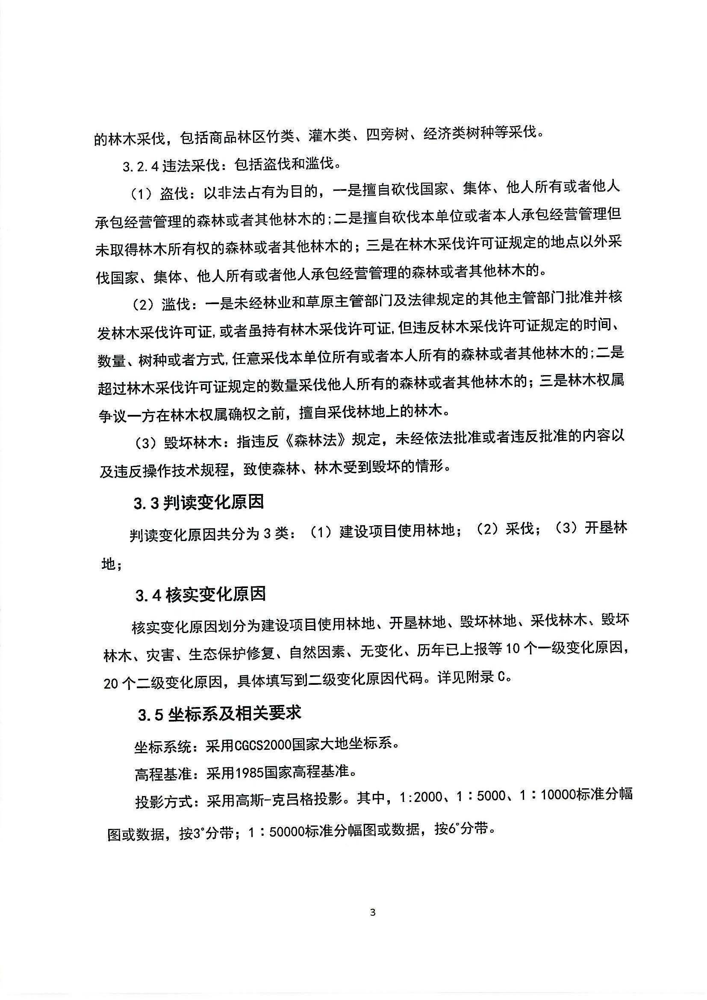 的林木采伐，包括商品林区竹类、灌木类、四旁树、经济类树种等采伐。
3.2.4 违法采伐：包括盗伐和滥伐。
（1）盗伐：以非法占有为目的，一是擅自砍伐国家、集体、他人所有或者他人
承包经营管理的森林或者其他林木的;二是擅自砍伐本单位或者本人承包经营管理但
未取得林木所有权的森林或者其他林木的；三是在林木采伐许可证规定的地点以外采
伐国家、集体、他人所有或者他人承包经营管理的森林或者其他林木的。
（2）滥伐：一是未经林业和草原主管部门及法律规定的其他主管部门批准并核
发林木采伐许可证,或者虽持有林木采伐许可证,但违反林木采伐许可证规定的时间、
数量、树种或者方式,任意采伐本单位所有或者本人所有的森林或者其他林木的;二是
超过林木采伐许可证规定的数量采伐他人所有的森林或者其他林木的；三是林木权属
争议一方在林木权属确权之前，擅自采伐林地上的林木。
（3）毁坏林木：指违反《森林法》规定，未经依法批准或者违反批准的内容以
及违反操作技术规程，致使森林、林木受到毁坏的情形。
3.3 判读变化原因
判读变化原因共分为 3 类：（1）建设项目使用林地；（2）采伐；（3）开垦林
地；
3.4 核实变化原因
核实变化原因划分为建设项目使用林地、开垦林地、毁坏林地、采伐林木、毁坏
林木、灾害、生态保护修复、自然因素、无变化、历年已上报等 10 个一级变化原因，
20 个二级变化原因，具体填写到二级变化原因代码。详见附录 C。
3.5 坐标系及相关要求
坐标系统：采用CGCS2000国家大地坐标系。
高程基准：采用1985国家高程基准。
投影方式：采用高斯-克吕格投影。其中，1:2000、1∶5000、1∶10000标准分幅
图或数据，按3°分带；1∶50000标准分幅图或数据，按6°分带。
3